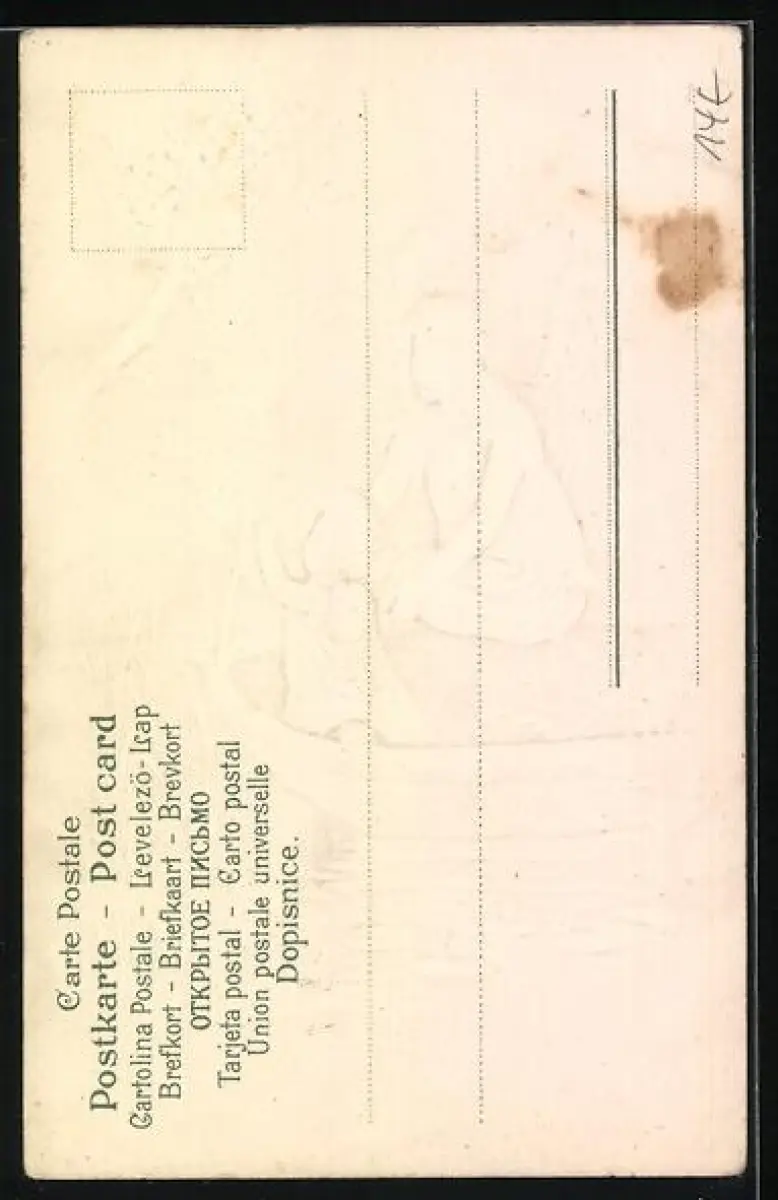 Carte Postale
Postkarte - Post card
Cartolina Postale - Levelezö-Lap
Brefkort - Briefkaart - Brevkort
ОТКРЫТОЕ ПИСЬМО
Tarjeta postal - Carto postal
Union postale universelle
Dopisnice.
14€